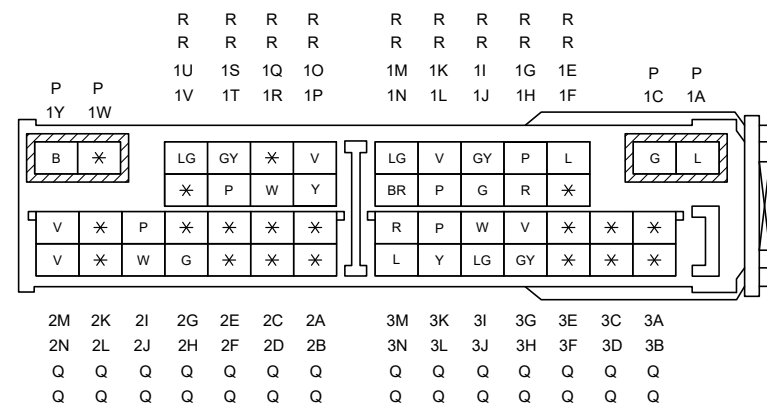 R R R R R R R R R
R R R R R R R R R
1U 1S 1Q 1O 1M 1K 1I 1G 1E P P
P P 1V 1T 1R 1P 1N 1L 1J 1H 1F 1C 1A
1Y 1W
B * LG GY * V LG V GY P L G L
* P W Y BR P G R *
V * P * * * * R P W V * * *
V * W G * * * L Y LG GY * * *
2M 2K 2I 2G 2E 2C 2A 3M 3K 3I 3G 3E 3C 3A
2N 2L 2J 2H 2F 2D 2B 3N 3L 3J 3H 3F 3D 3B
Q Q Q Q Q Q Q Q Q Q Q Q Q Q
Q Q Q Q Q Q Q Q Q Q Q Q Q Q